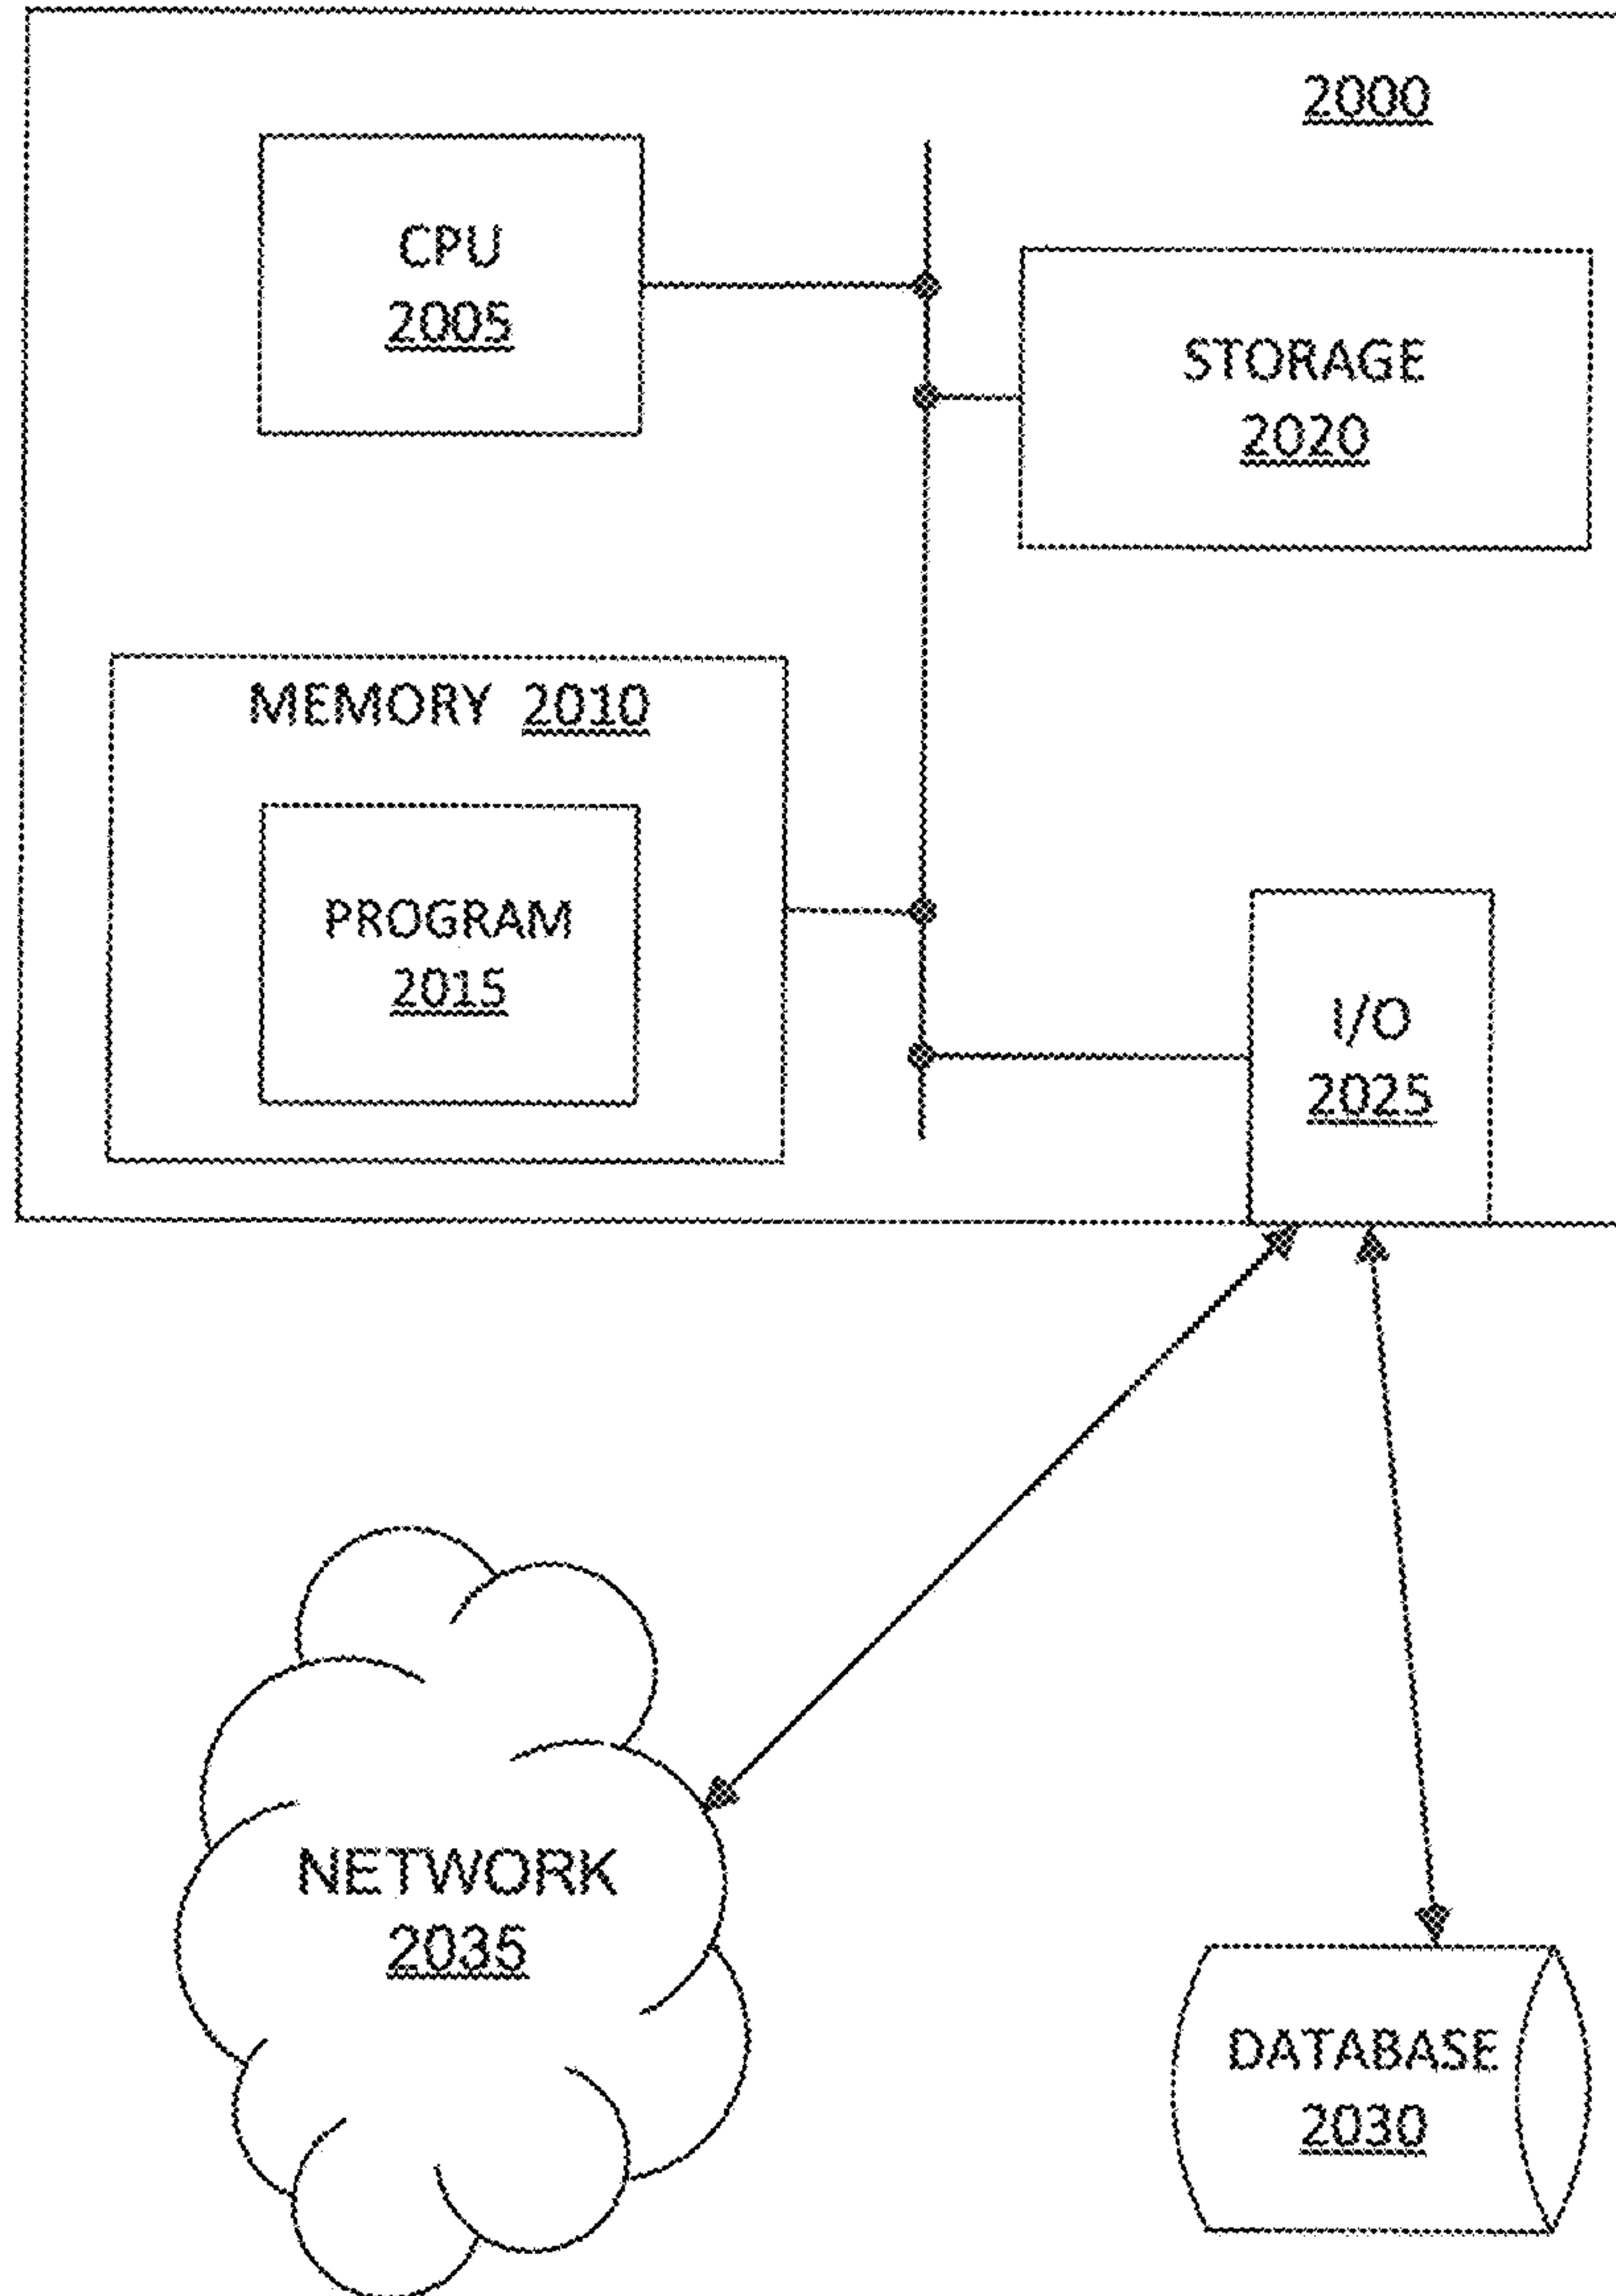 2000
CPU
2005
STORAGE
2020
MEMORY 2010
PROGRAM
2015
I/O
2025
NETWORK
2035
DATABASE
2030